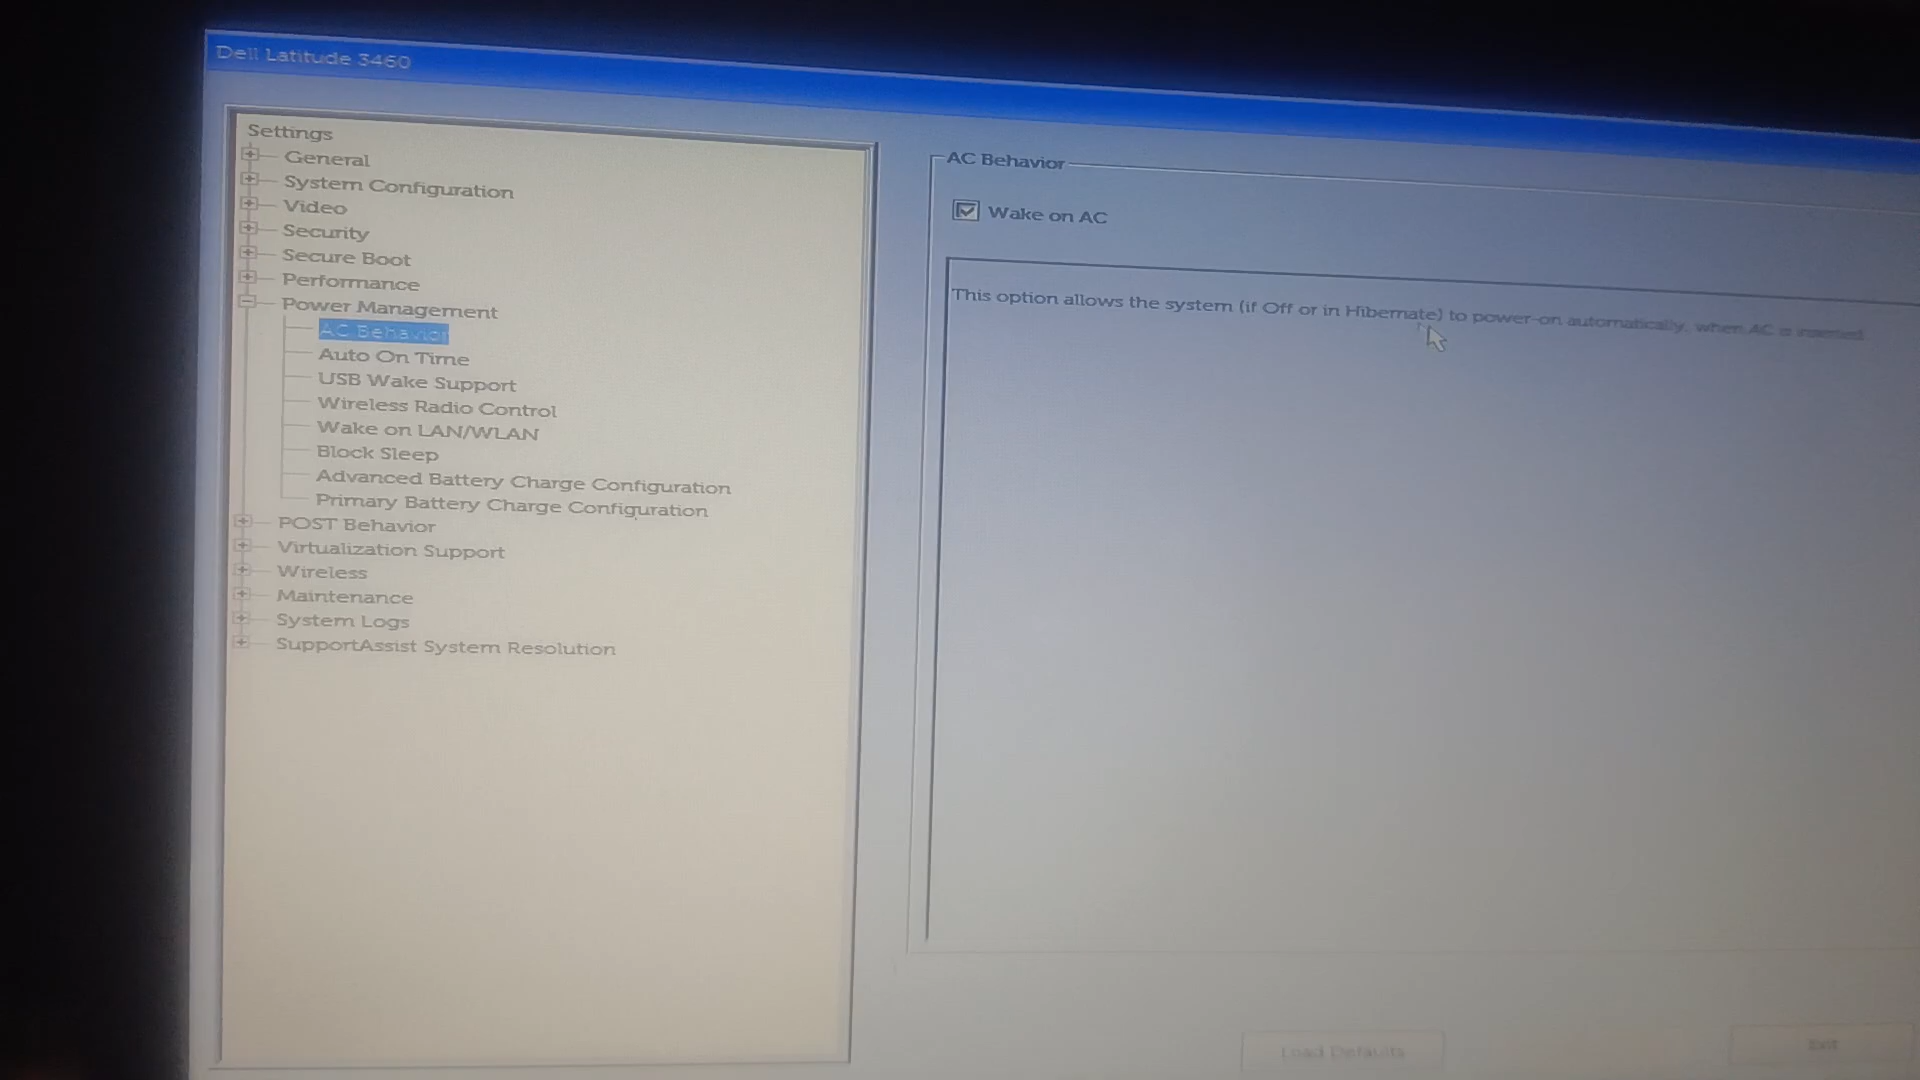 Dell Latitude 3460
Settings
General
System Configuration
Video
Security
Secure Boot
Performance
Power Management
AC Behavior
Auto On Time
USB Wake Support
Wireless Radio Control
Wake on LAN/WLAN
Block Sleep
Advanced Battery Charge Configuration
Primary Battery Charge Configuration
POST Behavior
Virtualization Support
Wireless
Maintenance
System Logs
SupportAssist System Resolution
AC Behavior
Wake on AC
This option allows the system (if Off or in Hibernate) to power-on automatically, when AC is inserted.
Load Defaults
Exit